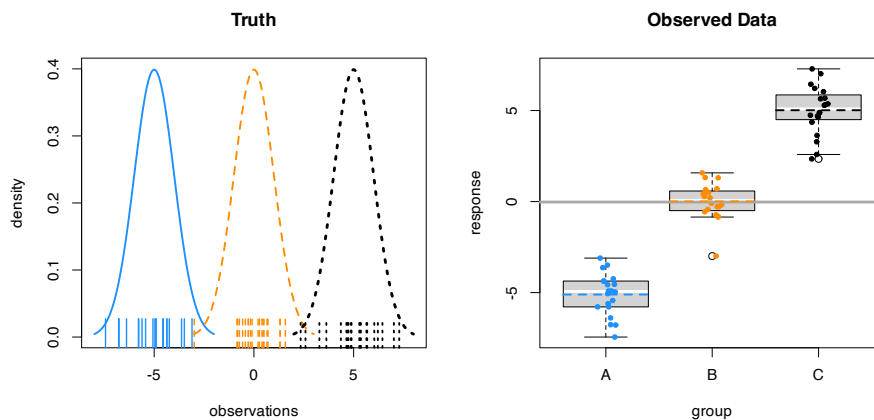 Truth
density
0.0
0.1
0.2
0.3
0.4
-5
0
5
observations
Observed Data
response
-5
0
5
A
B
C
group